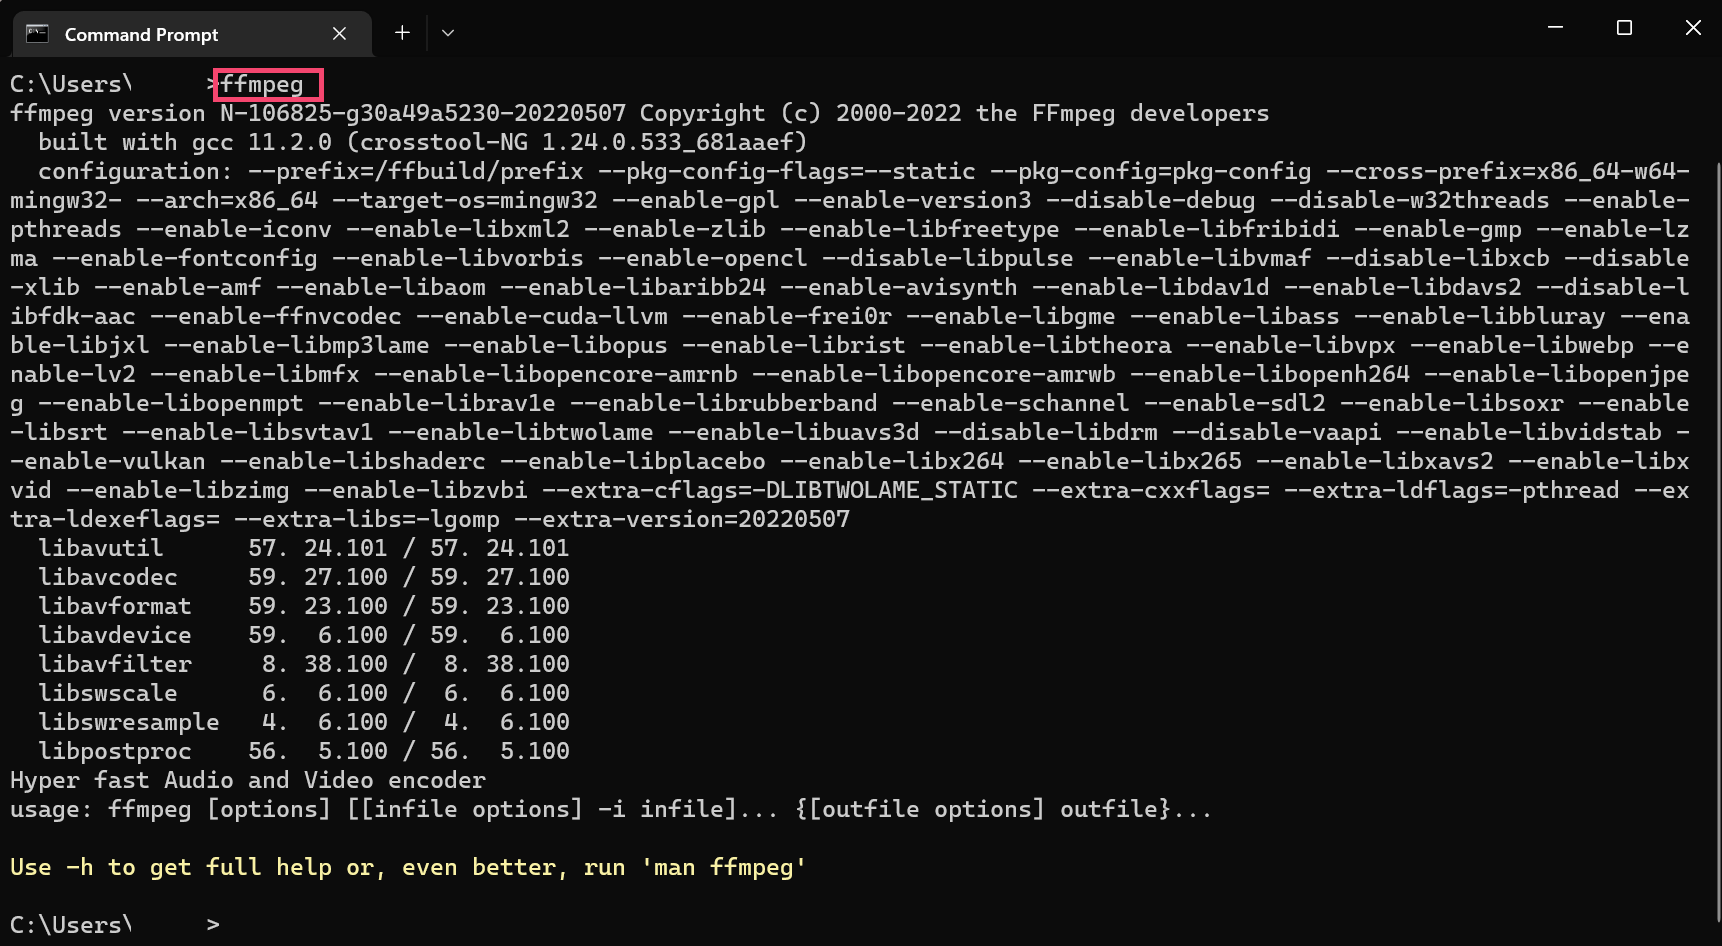 Command Prompt
C:\Users\ >ffmpeg
ffmpeg version N-106825-g30a49a5230-20220507 Copyright (c) 2000-2022 the FFmpeg developers
  built with gcc 11.2.0 (crosstool-NG 1.24.0.533_681aaef)
  configuration: --prefix=/ffbuild/prefix --pkg-config-flags=--static --pkg-config=pkg-config --cross-prefix=x86_64-w64-
mingw32- --arch=x86_64 --target-os=mingw32 --enable-gpl --enable-version3 --disable-debug --disable-w32threads --enable-
pthreads --enable-iconv --enable-libxml2 --enable-zlib --enable-libfreetype --enable-libfribidi --enable-gmp --enable-lz
ma --enable-fontconfig --enable-libvorbis --enable-opencl --disable-libpulse --enable-libvmaf --disable-libxcb --disable
-xlib --enable-amf --enable-libaom --enable-libaribb24 --enable-avisynth --enable-libdav1d --enable-libdavs2 --disable-l
ibfdk-aac --enable-ffnvcodec --enable-cuda-llvm --enable-frei0r --enable-libgme --enable-libass --enable-libbluray --ena
ble-libjxl --enable-libmp3lame --enable-libopus --enable-librist --enable-libtheora --enable-libvpx --enable-libwebp --e
nable-lv2 --enable-libmfx --enable-libopencore-amrnb --enable-libopencore-amrwb --enable-libopenh264 --enable-libopenjpe
g --enable-libopenmpt --enable-librav1e --enable-librubberband --enable-schannel --enable-sdl2 --enable-libsoxr --enable
-libsrt --enable-libsvtav1 --enable-libtwolame --enable-libuavs3d --disable-libdrm --disable-vaapi --enable-libvidstab -
-enable-vulkan --enable-libshaderc --enable-libplacebo --enable-libx264 --enable-libx265 --enable-libxavs2 --enable-libx
vid --enable-libzimg --enable-libzvbi --extra-cflags=-DLIBTWOLAME_STATIC --extra-cxxflags= --extra-ldflags=-pthread --ex
tra-ldexeflags= --extra-libs=-lgomp --extra-version=20220507
  libavutil      57. 24.101 / 57. 24.101
  libavcodec     59. 27.100 / 59. 27.100
  libavformat    59. 23.100 / 59. 23.100
  libavdevice    59.  6.100 / 59.  6.100
  libavfilter     8. 38.100 /  8. 38.100
  libswscale      6.  6.100 /  6.  6.100
  libswresample   4.  6.100 /  4.  6.100
  libpostproc    56.  5.100 / 56.  5.100
Hyper fast Audio and Video encoder
usage: ffmpeg [options] [[infile options] -i infile]... {[outfile options] outfile}...
Use -h to get full help or, even better, run 'man ffmpeg'
C:\Users\ >